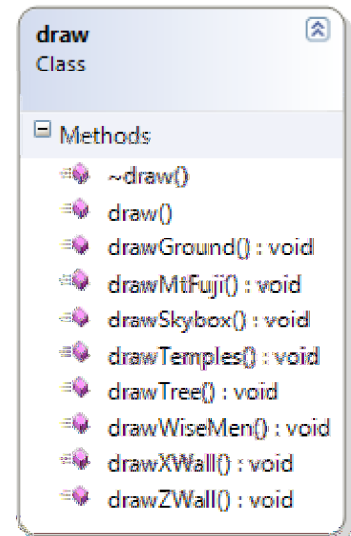 draw
Class
Methods
~draw()
draw()
drawGround() : void
drawMtFuji() : void
drawSkybox() : void
drawTemples() : void
drawTree() : void
drawWiseMen() : void
drawXWall() : void
drawZWall() : void